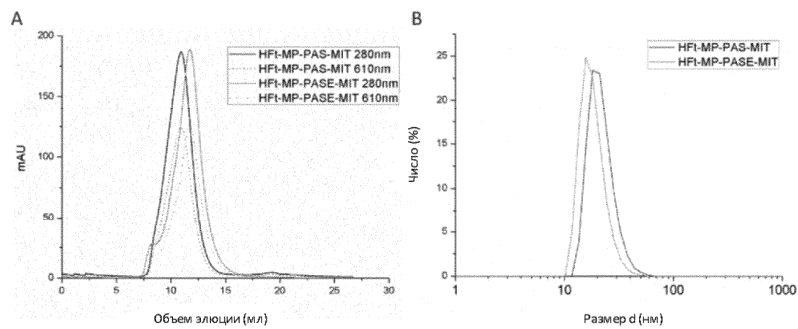 A
200
150
100
50
0
mAU
0 5 10 15 20 25 30
Объем элюции (мл)
HFt-MP-PAS-MIT 280nm
HFt-MP-PAS-MIT 610nm
HFt-MP-PASE-MIT 280nm
HFt-MP-PASE-MIT 610nm
B
25
20
15
10
5
0
Число (%)
1 10 100 1000
Размер d (нм)
HFt-MP-PAS-MIT
HFt-MP-PASE-MIT